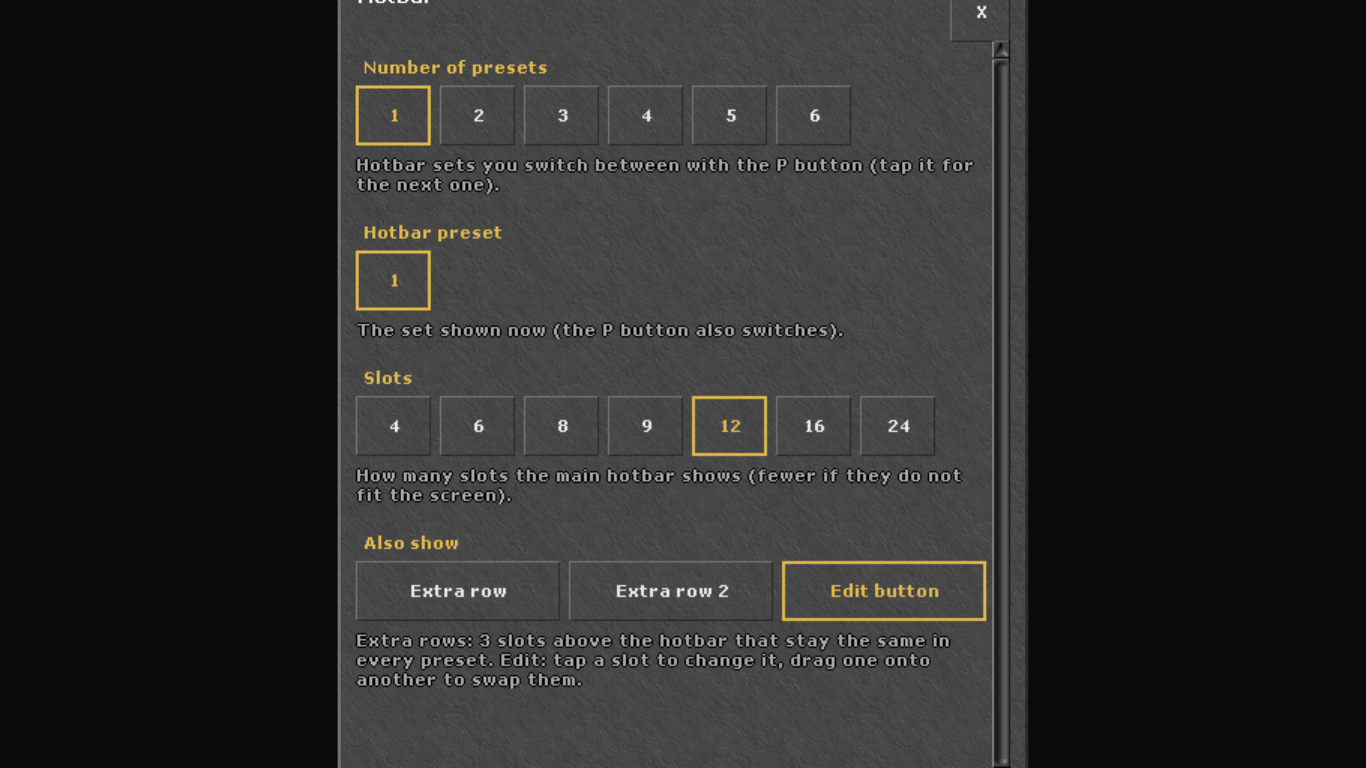 Hotbar
X
Number of presets
1 2 3 4 5 6
Hotbar sets you switch between with the P button (tap it for
the next one).
Hotbar preset
1
The set shown now (the P button also switches).
Slots
4 6 8 9 12 16 24
How many slots the main hotbar shows (fewer if they do not
fit the screen).
Also show
Extra row Extra row 2 Edit button
Extra rows: 3 slots above the hotbar that stay the same in
every preset. Edit: tap a slot to change it, drag one onto
another to swap them.